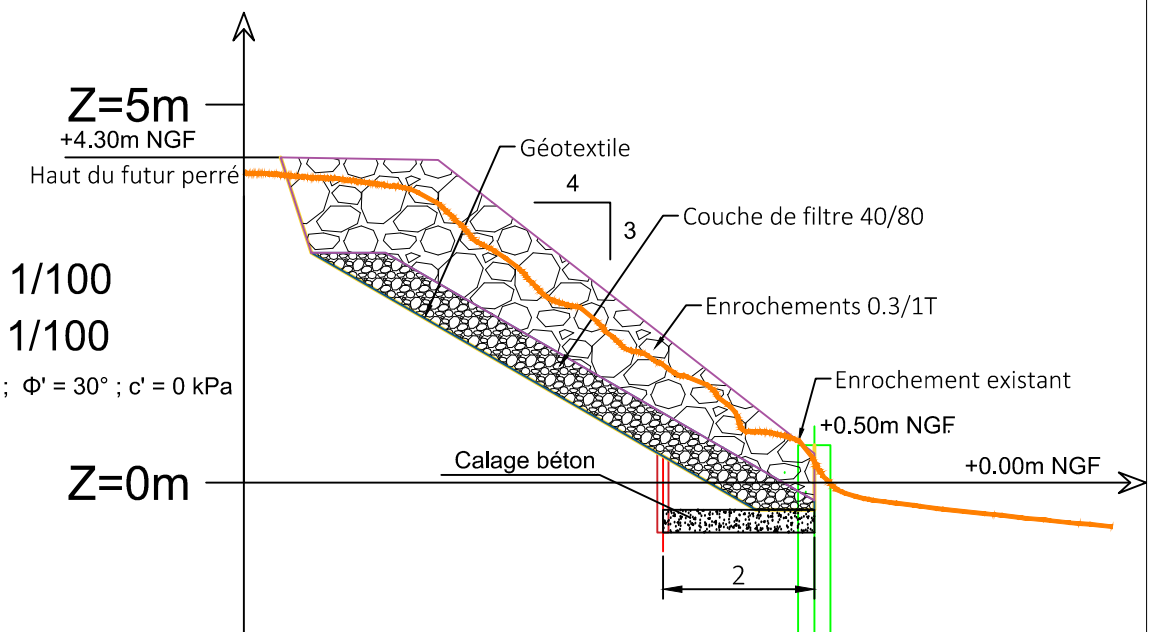 Z=5m
+4.30m NGF
Haut du futur perré
Géotextile
4
3
Couche de filtre 40/80
1/100
1/100
; Φ' = 30° ; c' = 0 kPa
Enrochements 0.3/1T
Enrochement existant
+0.50m NGF
Calage béton
+0.00m NGF
Z=0m
2